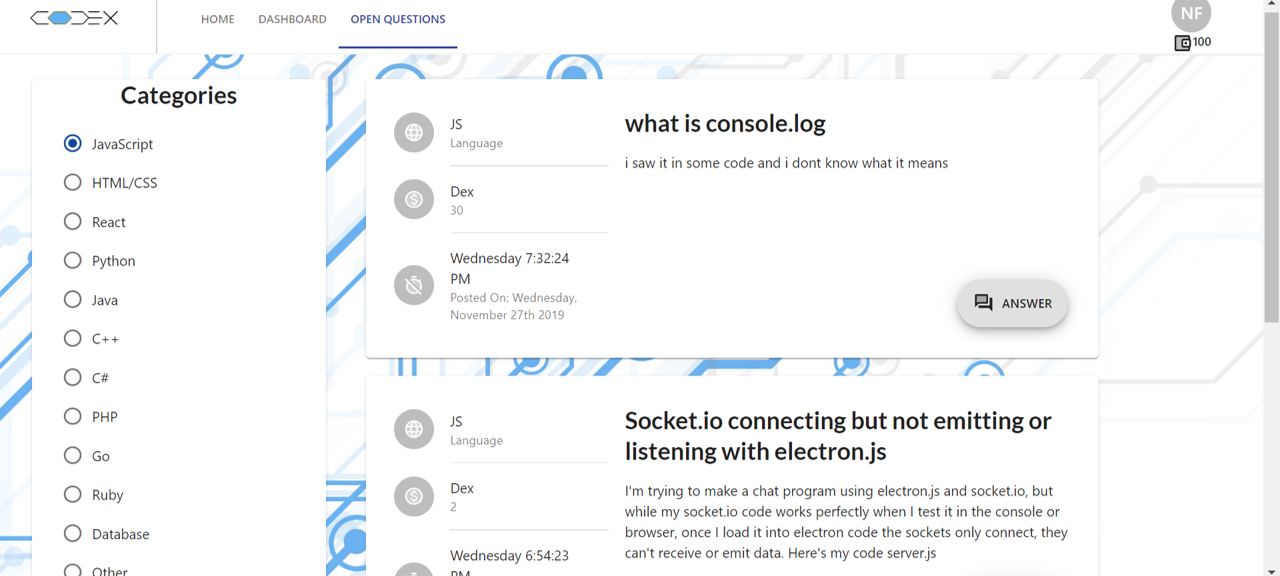 CODEX
HOME
DASHBOARD
OPEN QUESTIONS
NF
100
Categories
JavaScript
HTML/CSS
React
Python
Java
C++
C#
PHP
Go
Ruby
Database
Other
JS
Language
Dex
30
Wednesday 7:32:24
PM
Posted On: Wednesday,
November 27th 2019
what is console.log
i saw it in some code and i dont know what it means
ANSWER
JS
Language
Dex
2
Wednesday 6:54:23
PM
Socket.io connecting but not emitting or
listening with electron.js
I'm trying to make a chat program using electron.js and socket.io, but
while my socket.io code works perfectly when I test it in the console or
browser, once I load it into electron code the sockets only connect, they
can't receive or emit data. Here's my code server.js